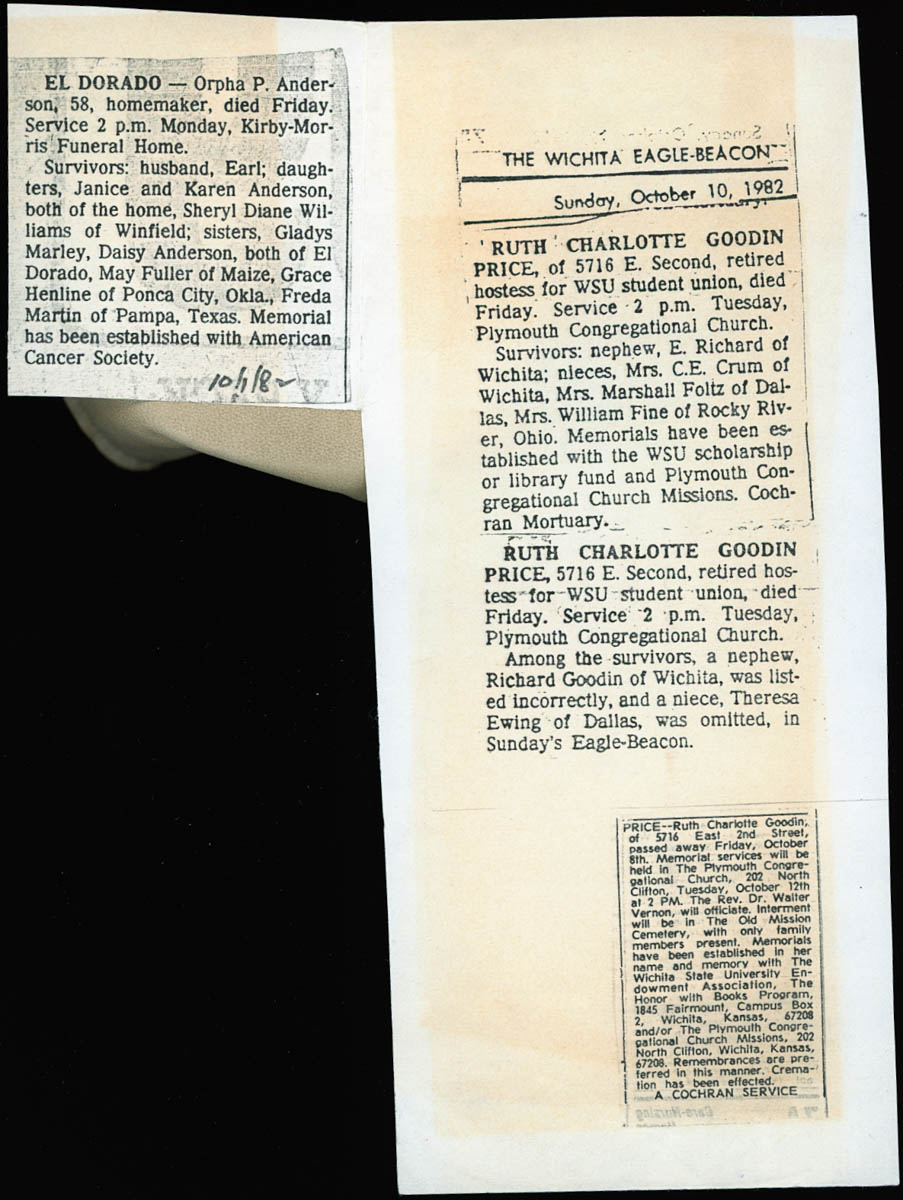 EL DORADO — Orpha P. Ander-
son, 58, homemaker, died Friday.
Service 2 p.m. Monday, Kirby-Mor-
ris Funeral Home.
Survivors: husband, Earl; daugh-
ters, Janice and Karen Anderson,
both of the home, Sheryl Diane Wil-
liams of Winfield; sisters, Gladys
Marley, Daisy Anderson, both of El
Dorado, May Fuller of Maize, Grace
Henline of Ponca City, Okla., Freda
Martin of Pampa, Texas. Memorial
has been established with American
Cancer Society.
THE WICHITA EAGLE-BEACON
Sunday, October 10, 1982
RUTH CHARLOTTE GOODIN
PRICE, of 5716 E. Second, retired
hostess for WSU student union, died
Friday. Service 2 p.m. Tuesday,
Plymouth Congregational Church.
Survivors: nephew, E. Richard of
Wichita; nieces, Mrs. C.E. Crum of
Wichita, Mrs. Marshall Foltz of Dal-
las, Mrs. William Fine of Rocky Riv-
er, Ohio. Memorials have been es-
tablished with the WSU scholarship
or library fund and Plymouth Con-
gregational Church Missions. Coch-
ran Mortuary.
RUTH CHARLOTTE GOODIN
PRICE, 5716 E. Second, retired hos-
tess for WSU student union, died
Friday. Service 2 p.m. Tuesday,
Plymouth Congregational Church.
Among the survivors, a nephew,
Richard Goodin of Wichita, was list-
ed incorrectly, and a niece, Theresa
Ewing of Dallas, was omitted, in
Sunday's Eagle-Beacon.
PRICE--Ruth Charlotte Goodin,
of 5716 East 2nd Street,
passed away Friday, October
8th. Memorial services will be
held in The Plymouth Congre-
gational Church, 202 North
Clifton, Tuesday, October 12th
at 2 PM. The Rev. Dr. Walter
Vernon, will officiate. Interment
will be in The Old Mission
Cemetery, with only family
members present. Memorials
have been established in her
name and memory with The
Wichita State University En-
dowment Association, The
Honor with Books Program,
1845 Fairmount, Campus Box
2, Wichita, Kansas, 67208
and/or The Plymouth Congre-
gational Church Missions, 202
North Clifton, Wichita, Kansas,
67208. Remembrances are pre-
ferred in this manner. Crema-
tion has been effected.
A COCHRAN SERVICE